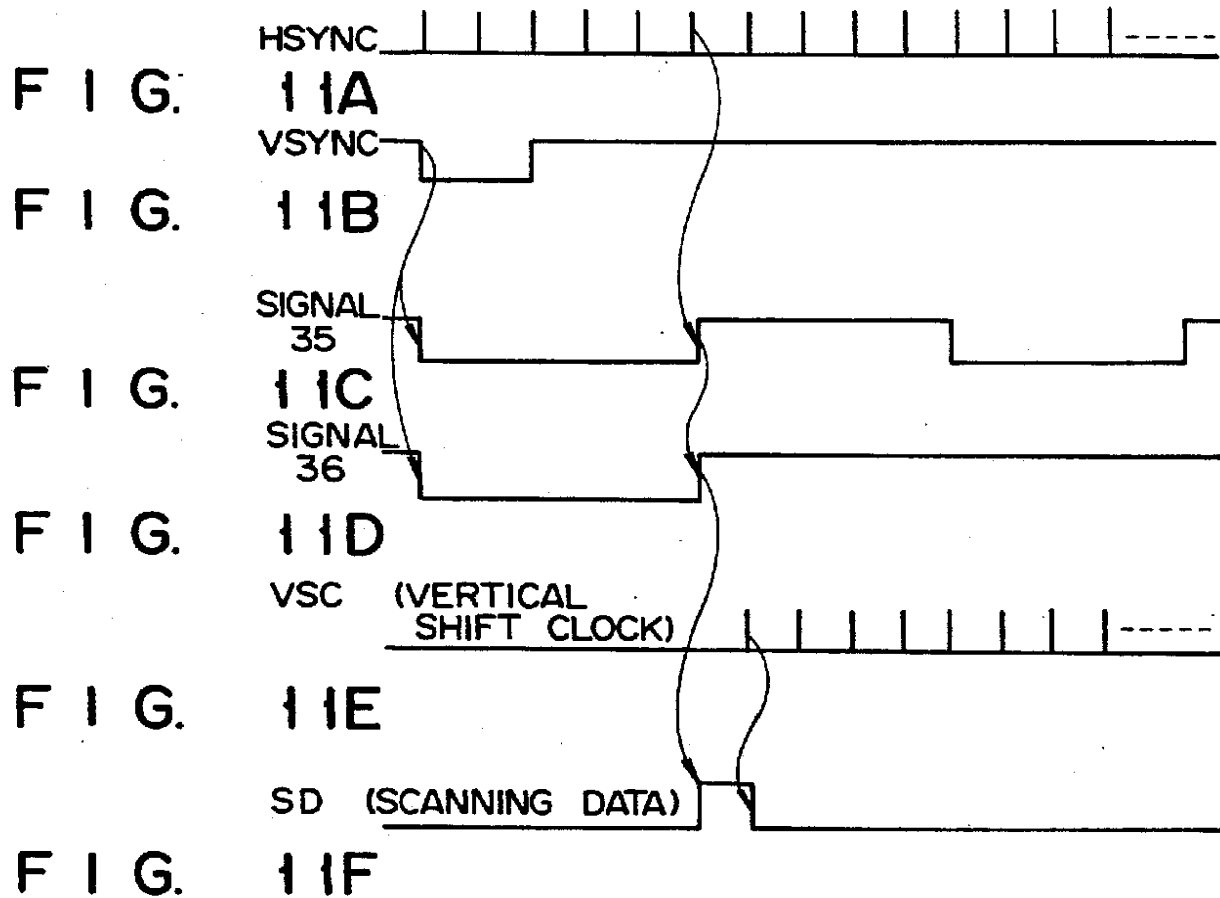 HSYNC
FIG. 11A
VSYNC
FIG. 11B
SIGNAL
35
FIG. 11C
SIGNAL
36
FIG. 11D
VSC (VERTICAL
SHIFT CLOCK)
FIG. 11E
SD (SCANNING DATA)
FIG. 11F